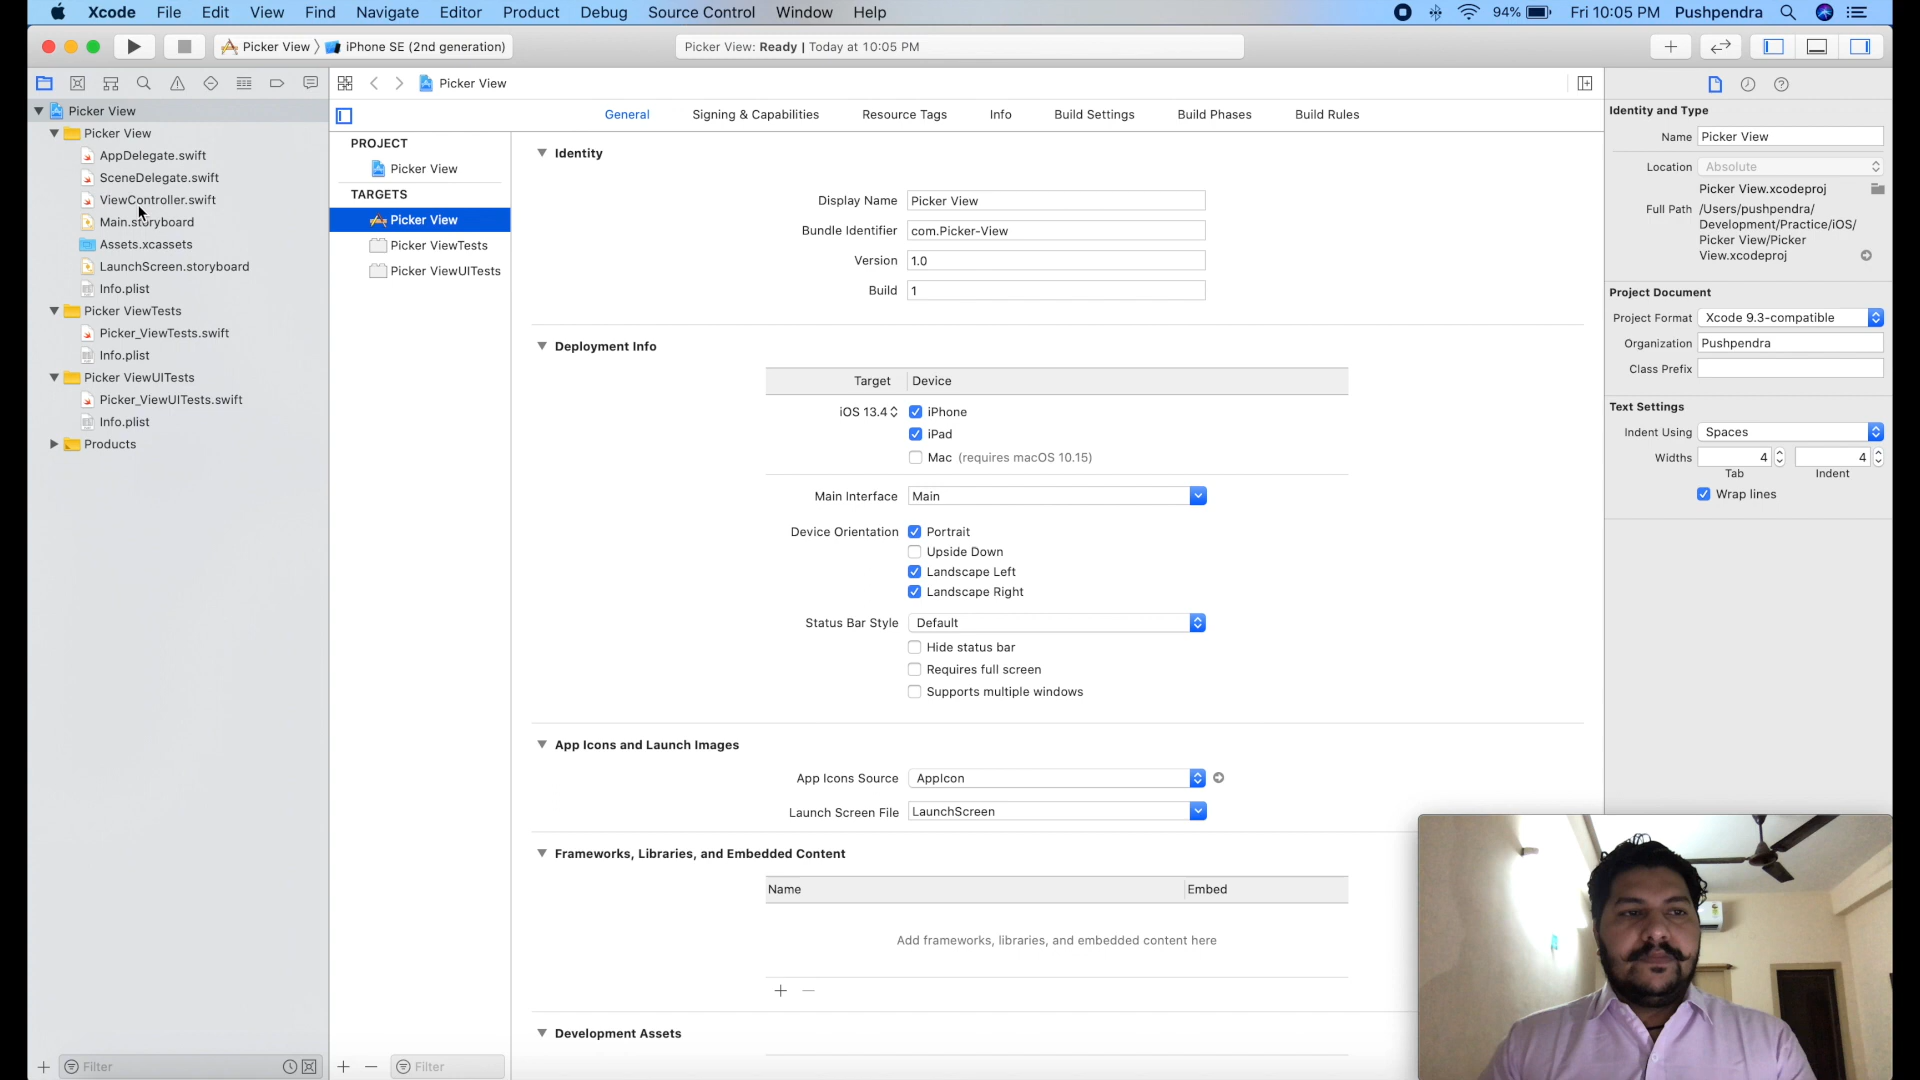 Xcode File Edit View Find Navigate Editor Product Debug Source Control Window Help 94% Fri 10:05 PM Pushpendra
Picker View iPhone SE (2nd generation) Picker View: Ready | Today at 10:05 PM
Picker View
General Signing & Capabilities Resource Tags Info Build Settings Build Phases Build Rules
Picker View
Picker View
AppDelegate.swift
SceneDelegate.swift
ViewController.swift
Main.storyboard
Assets.xcassets
LaunchScreen.storyboard
Info.plist
Picker ViewTests
Picker_ViewTests.swift
Info.plist
Picker ViewUITests
Picker_ViewUITests.swift
Info.plist
Products
Filter
PROJECT
Picker View
TARGETS
Picker View
Picker ViewTests
Picker ViewUITests
Filter
Identity
Display Name Picker View
Bundle Identifier com.Picker-View
Version 1.0
Build 1
Deployment Info
Target Device
iOS 13.4 iPhone
iPad
Mac (requires macOS 10.15)
Main Interface Main
Device Orientation Portrait
Upside Down
Landscape Left
Landscape Right
Status Bar Style Default
Hide status bar
Requires full screen
Supports multiple windows
App Icons and Launch Images
App Icons Source AppIcon
Launch Screen File LaunchScreen
Frameworks, Libraries, and Embedded Content
Name Embed
Add frameworks, libraries, and embedded content here
Development Assets
Identity and Type
Name Picker View
Location Absolute
Picker View.xcodeproj
Full Path /Users/pushpendra/
Development/Practice/iOS/
Picker View/Picker
View.xcodeproj
Project Document
Project Format Xcode 9.3-compatible
Organization Pushpendra
Class Prefix
Text Settings
Indent Using Spaces
Widths 4 4
Tab Indent
Wrap lines